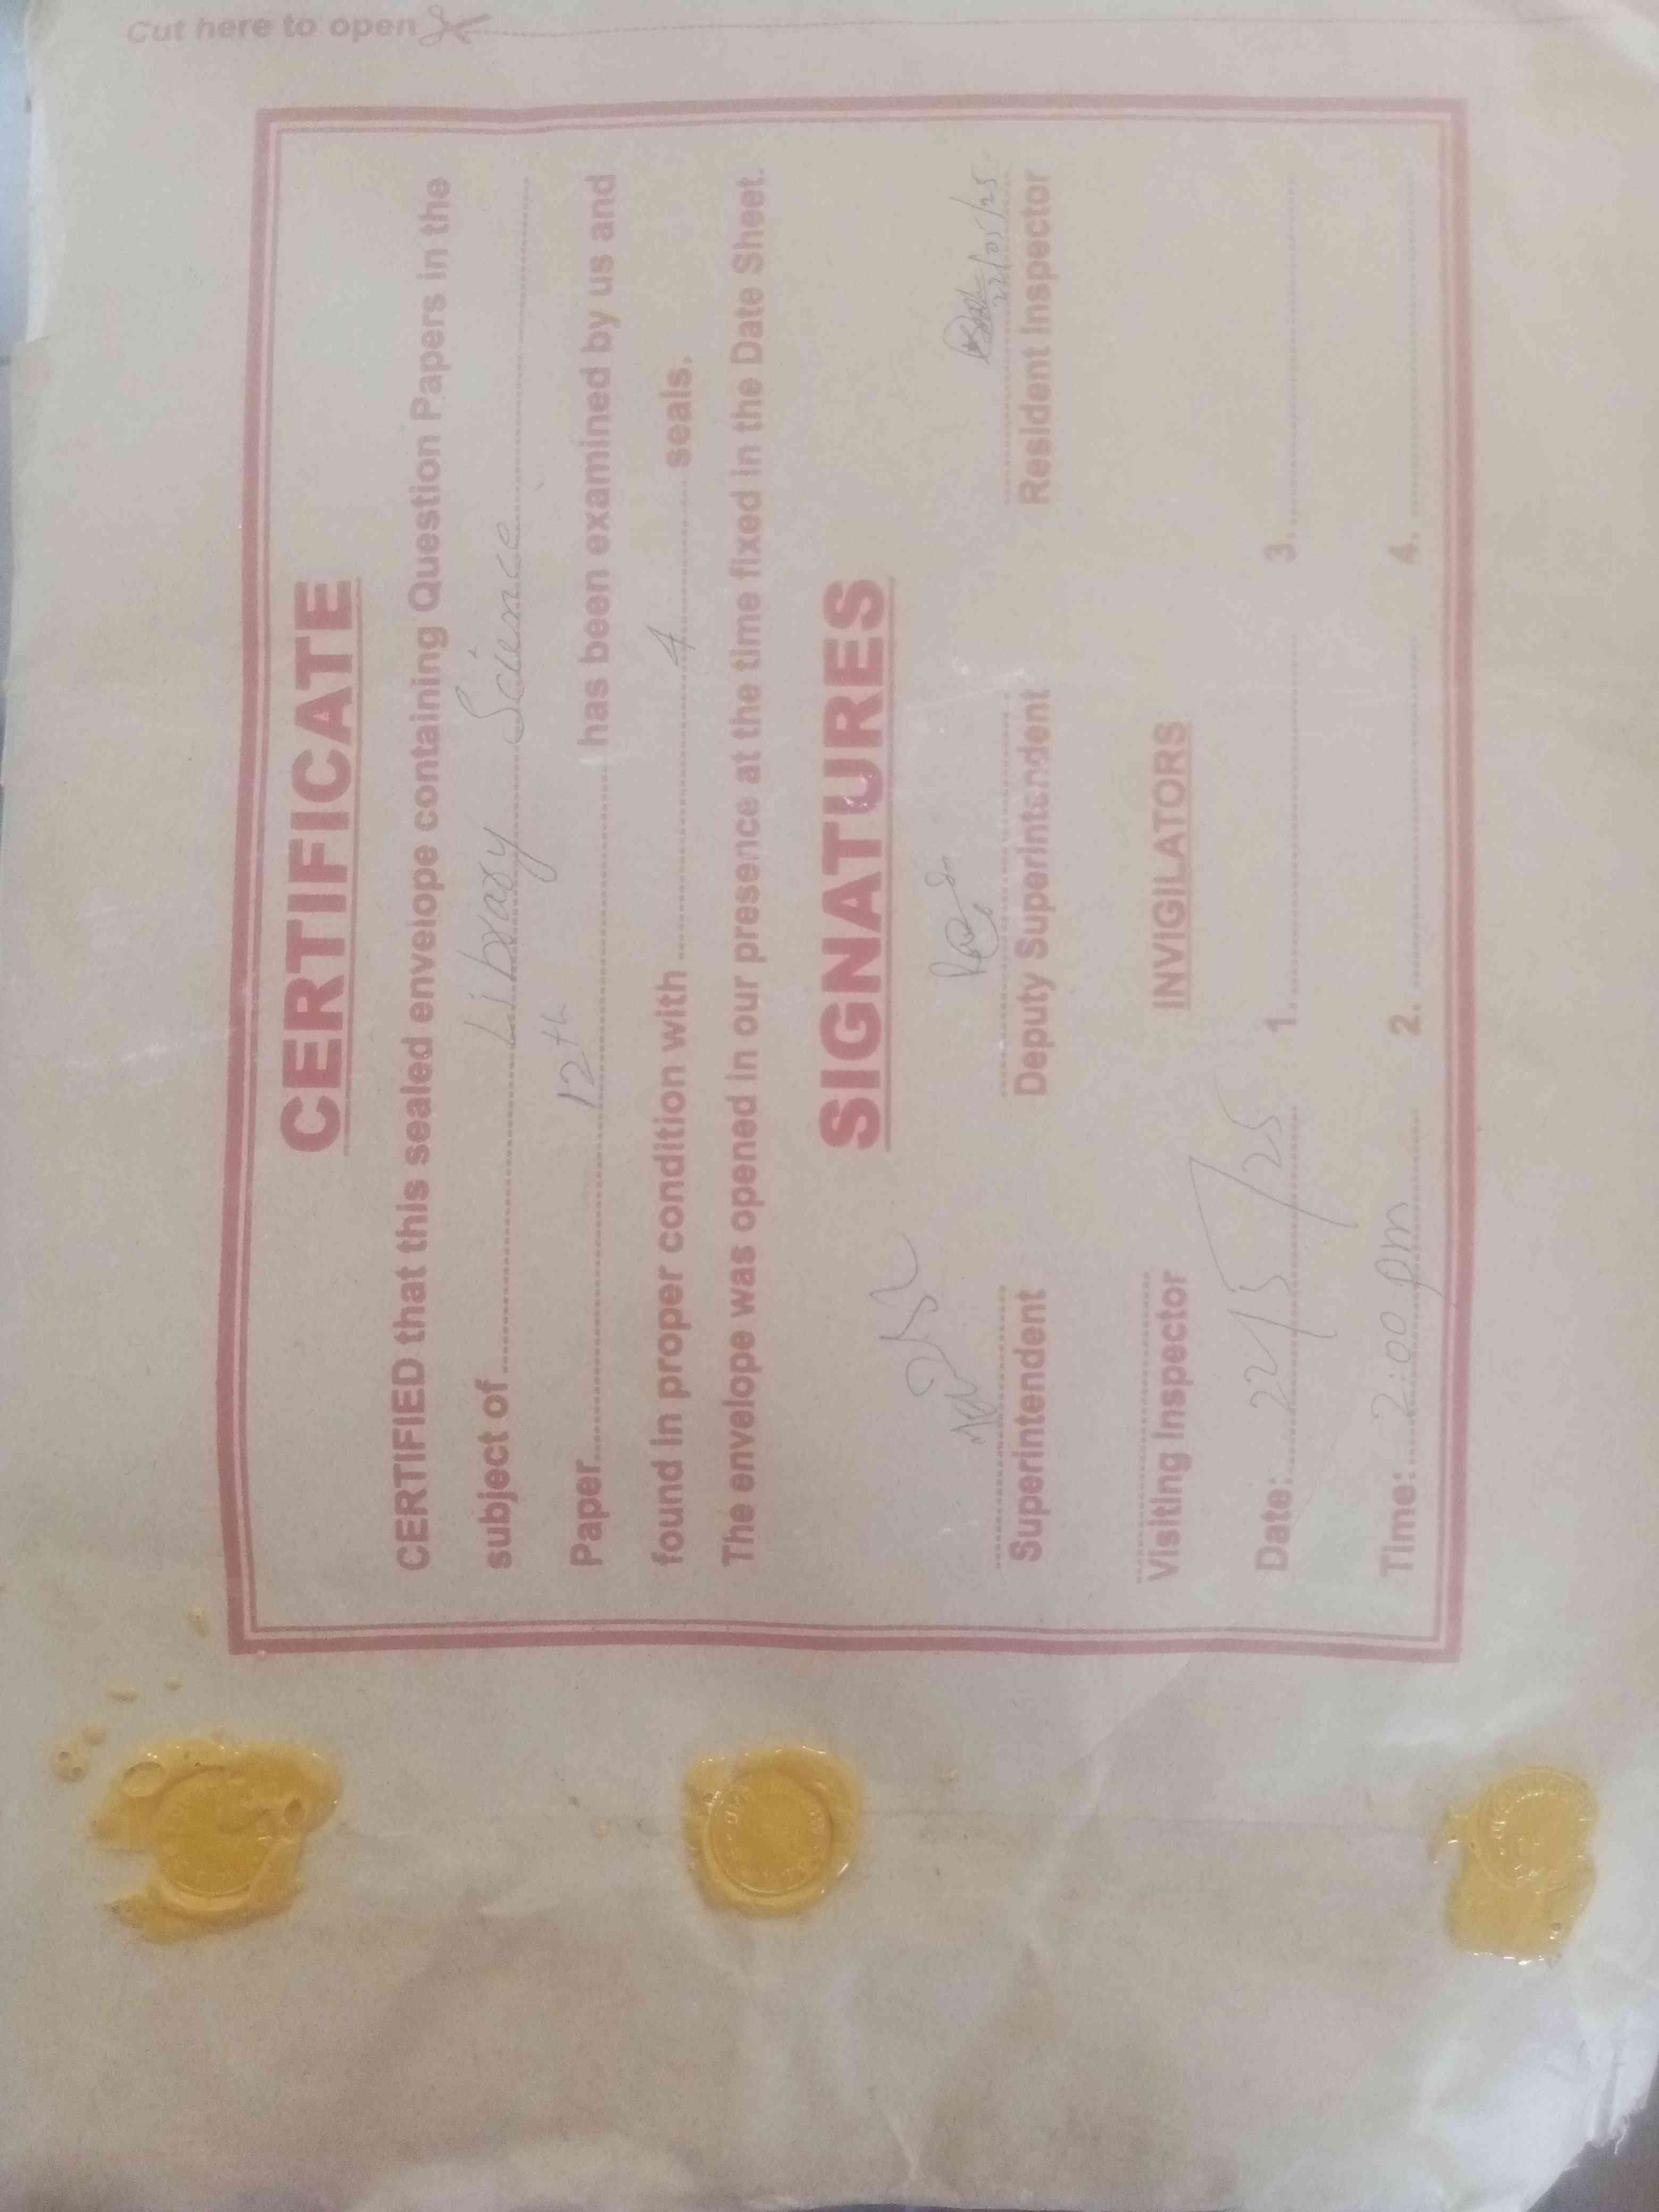 Cut here to open
CERTIFICATE
CERTIFIED that this sealed envelope containing Question Papers in the
subject of Library Science
Paper 12th has been examined by us and
found in proper condition with 4 seals.
The envelope was opened in our presence at the time fixed in the Date Sheet.
SIGNATURES
22/05/25
Superintendent Deputy Superintendent Resident Inspector
Visiting Inspector INVIGILATORS
Date: 22/5/25 1. 3.
Time: 2:00 pm 2. 4.